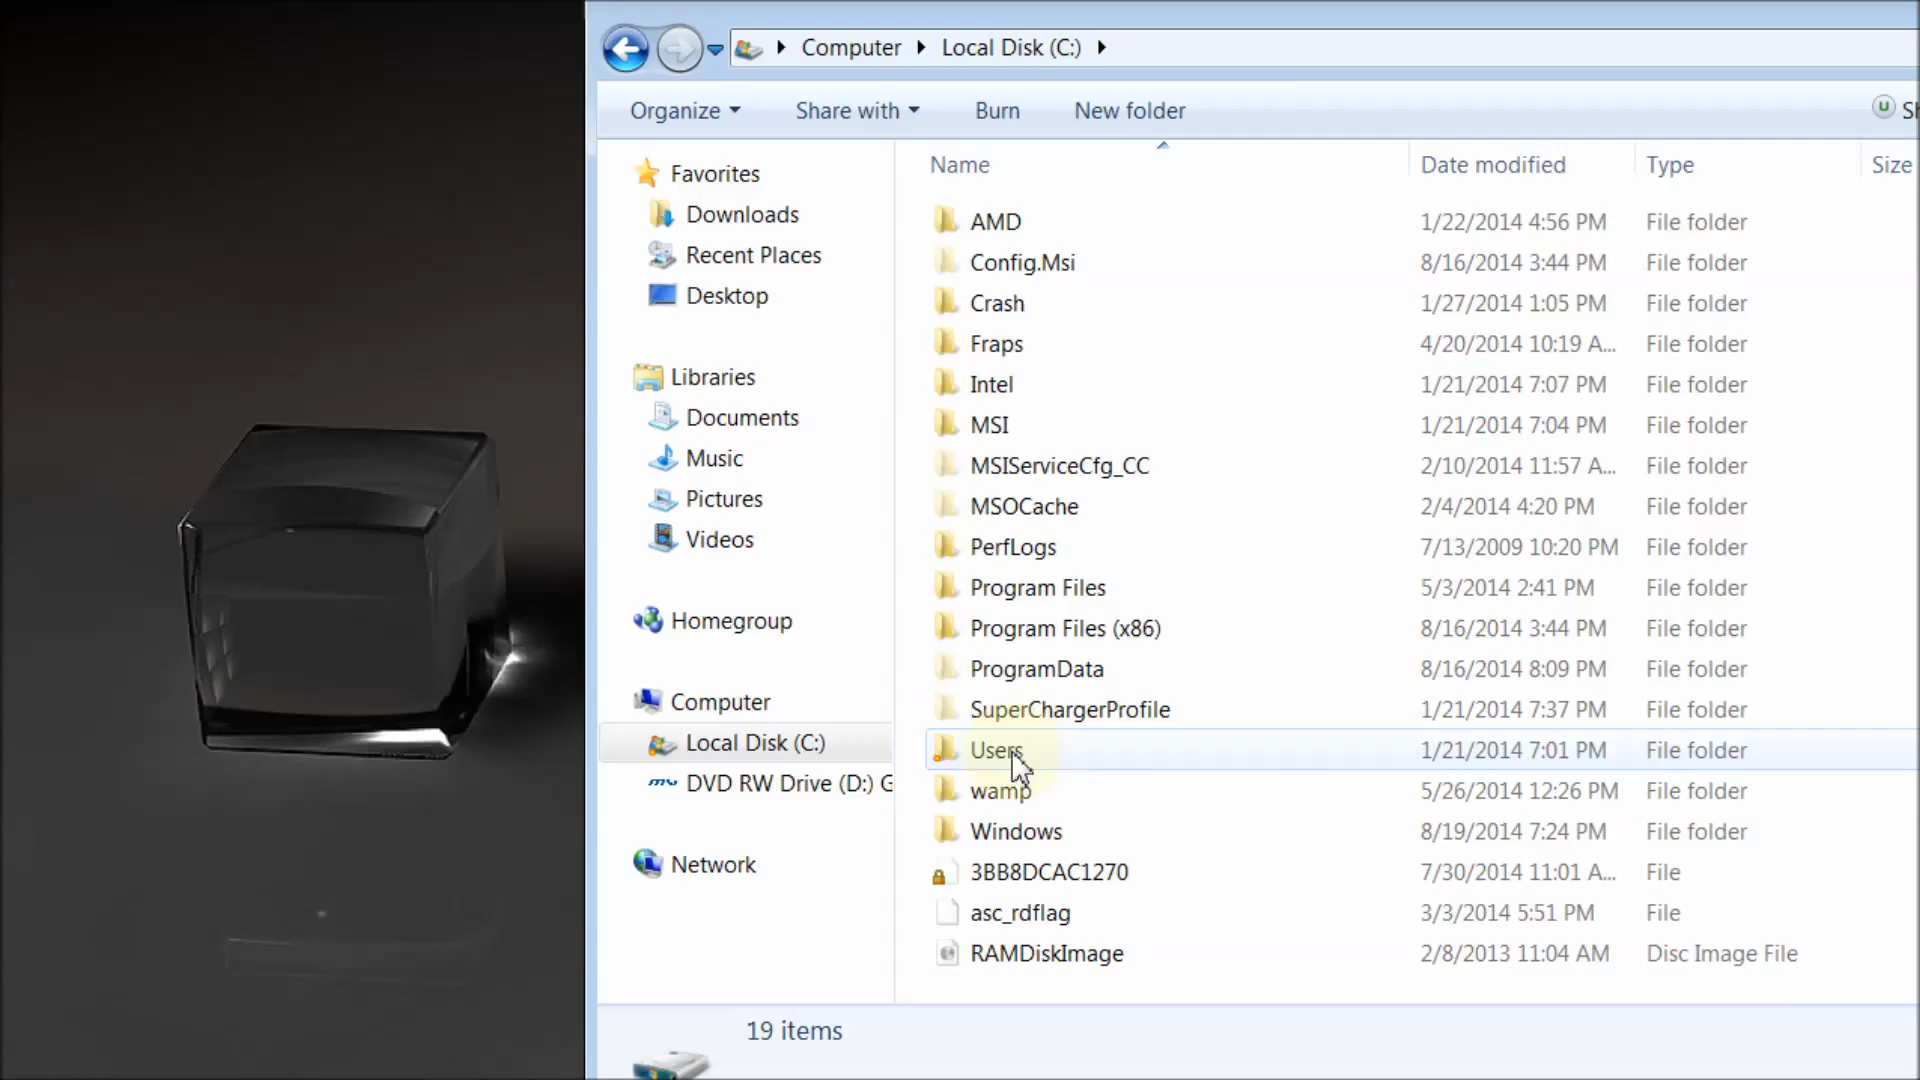 Computer Local Disk (C:)
Organize Share with Burn New folder
Name Date modified Type Size
Favorites
Downloads
Recent Places
Desktop
Libraries
Documents
Music
Pictures
Videos
Homegroup
Computer
Local Disk (C:)
DVD RW Drive (D:) G
Network
AMD 1/22/2014 4:56 PM File folder
Config.Msi 8/16/2014 3:44 PM File folder
Crash 1/27/2014 1:05 PM File folder
Fraps 4/20/2014 10:19 A... File folder
Intel 1/21/2014 7:07 PM File folder
MSI 1/21/2014 7:04 PM File folder
MSIServiceCfg_CC 2/10/2014 11:57 A... File folder
MSOCache 2/4/2014 4:20 PM File folder
PerfLogs 7/13/2009 10:20 PM File folder
Program Files 5/3/2014 2:41 PM File folder
Program Files (x86) 8/16/2014 3:44 PM File folder
ProgramData 8/16/2014 8:09 PM File folder
SuperChargerProfile 1/21/2014 7:37 PM File folder
Users 1/21/2014 7:01 PM File folder
wamp 5/26/2014 12:26 PM File folder
Windows 8/19/2014 7:24 PM File folder
3BB8DCAC1270 7/30/2014 11:01 A... File
asc_rdflag 3/3/2014 5:51 PM File
RAMDiskImage 2/8/2013 11:04 AM Disc Image File
19 items